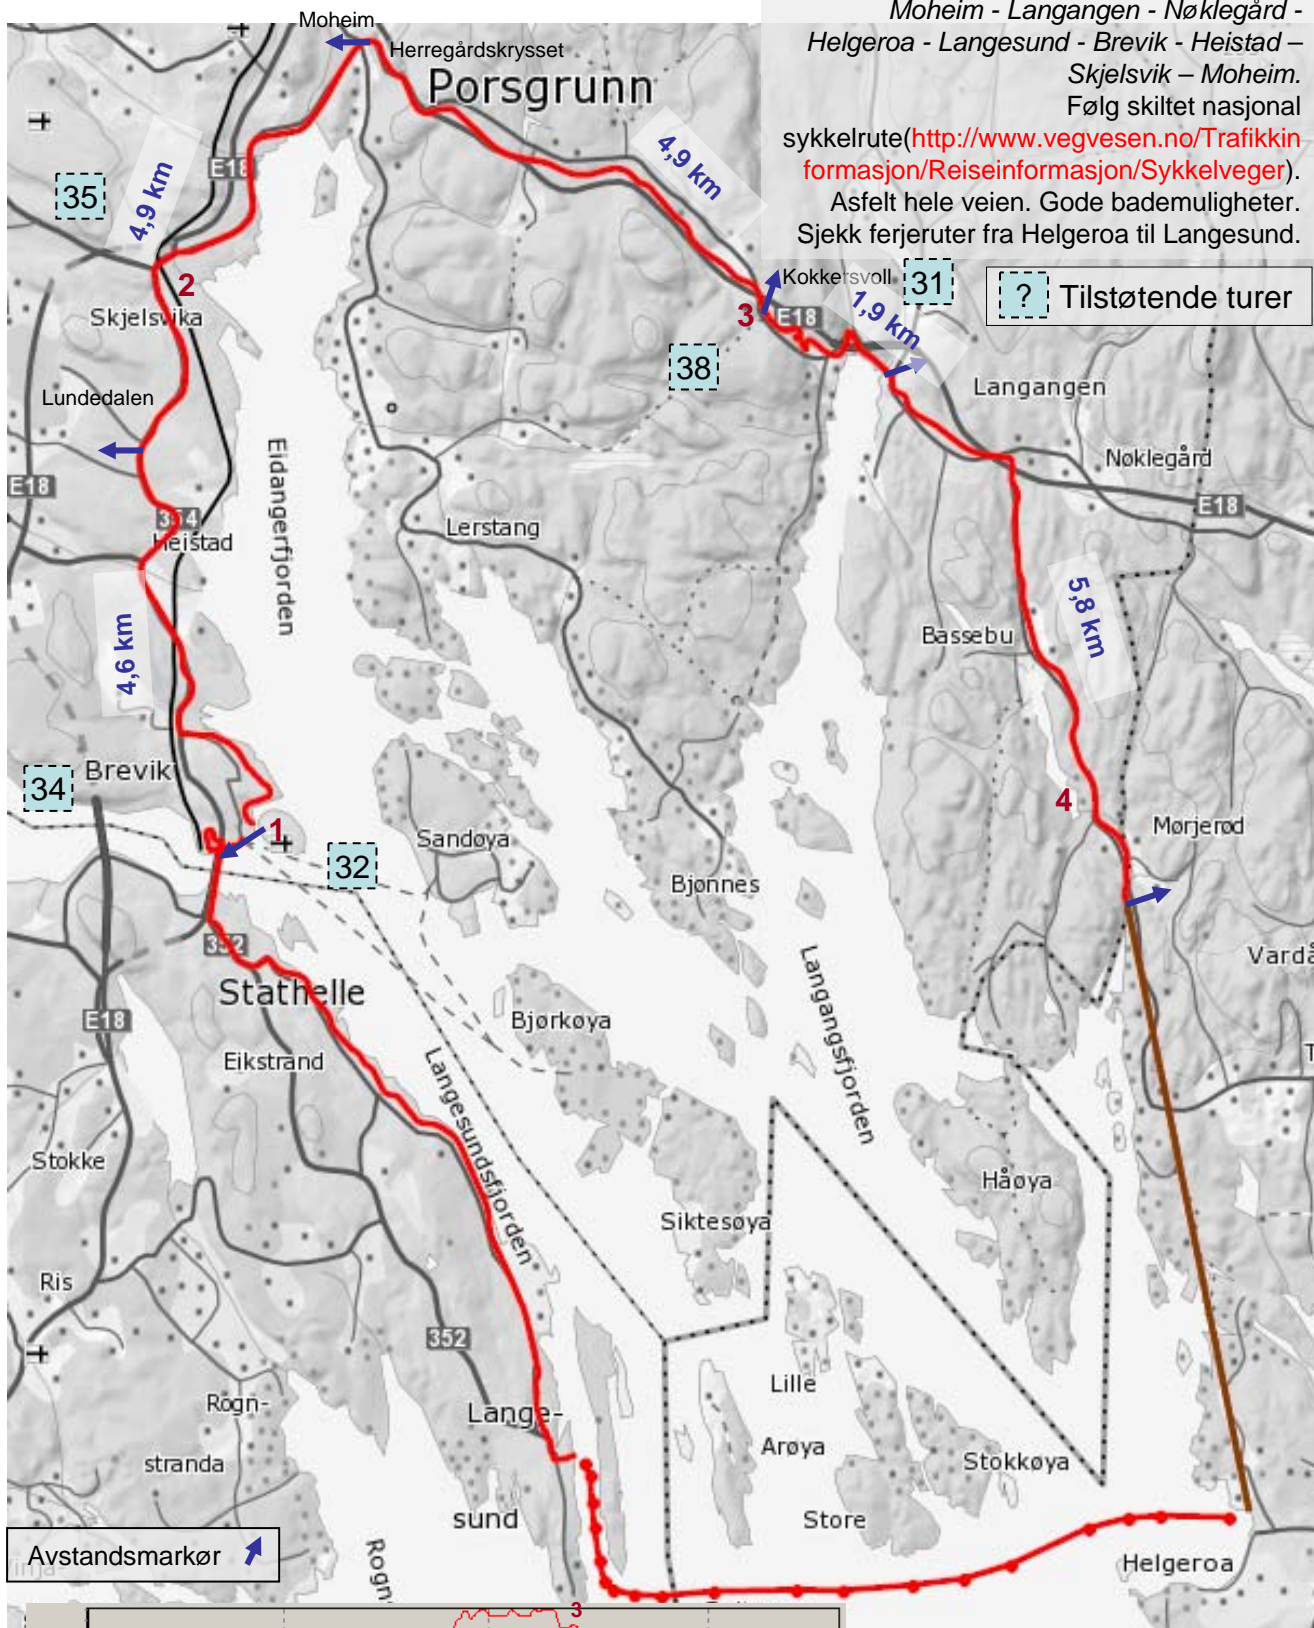 Moheim - Langangen - Nøklegård -
Helgeroa - Langesund - Brevik - Heistad –
Skjelsvik – Moheim.
Følg skiltet nasjonal
sykkelrute(http://www.vegvesen.no/Trafikkin
formasjon/Reiseinformasjon/Sykkelveger).
Asfelt hele veien. Gode bademuligheter.
Sjekk ferjeruter fra Helgeroa til Langesund.
? Tilstøtende turer
Moheim
Herregårdskrysset
Porsgrunn
4,9 km
4,9 km
E18
35
2
Skjelsvika
Kokkersvoll
31
3
E18
1,9 km
38
Langangen
Lundedalen
Eidangerfjorden
Nøklegård
E18
E18
354
Heistad
Lerstang
5,8 km
Bassebu
4,6 km
34
Brevik
4
1
Sandøya
Mørjerød
32
Bjønnes
352
Stathelle
Langangsfjorden
Vardå
Bjørkøya
E18
Eikstrand
Langesundsfjorden
T
Stokke
Håøya
Siktesøya
Ris
352
Lille
Rogn-
Lange-
Arøya
stranda
Stokkøya
sund
Store
Helgeroa
Avstandsmarkør
Rogn-
3